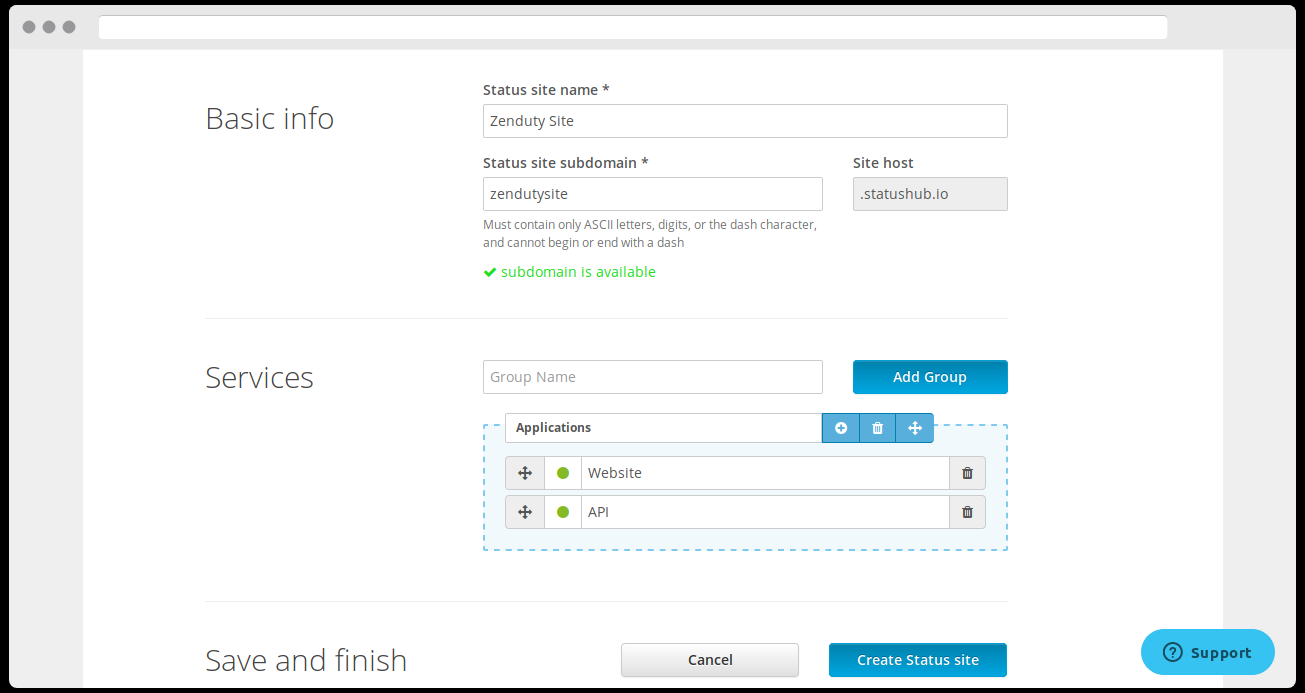 Basic info
Status site name *
Zenduty Site
Status site subdomain *
Site host
zendutysite
.statushub.io
Must contain only ASCII letters, digits, or the dash character,
and cannot begin or end with a dash
subdomain is available
Services
Group Name
Add Group
Applications
Website
API
Save and finish
Cancel
Create Status site
? Support